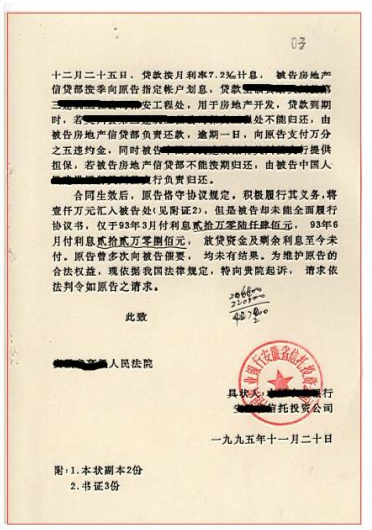 03
十二月二十五日，贷款按月利率7.2‰计息，被告房地产
信贷部按季向原告指定帐户划息，贷款
安工程处，用于房地产开发，贷款到期
时，若 处不能归还，由
被告房地产信贷部负责还款，逾期一日，向原告支付万分
之五违约金，同时被告 行提供
担保，若被告房地产信贷部不能按期归还，由被告中国人
行负责归还。
合同生效后，原告恪守协议规定。积极履行其义务，将
壹仟万元汇入被告处(见附证2)，但是被告却未能全面履行
协议书，仅于93年3月付利息贰拾万零陆仟肆佰元，93年6
月付利息贰拾贰万零捌佰元，放贷资金及剩余利息至今未
付。原告曾多次向被告催要，均未有结果。为维护原告的
合法权益，现依据我国法律规定，特向贵院起诉，请求依
法判令如原告之请求。
此致
人民法院
具状人： 银行
信托投资公司
一九九五年十一月二十日
附：1.本状副本2份
2.书证3份